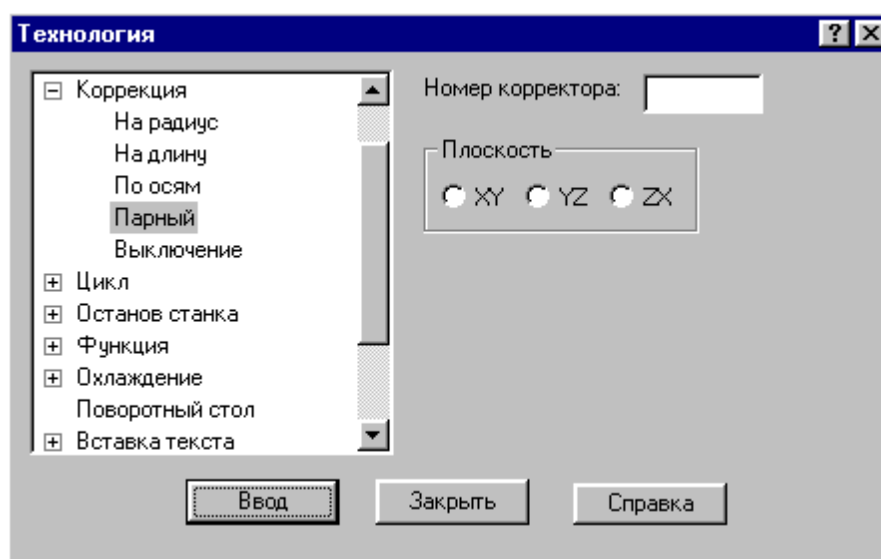 Технология
Коррекция
На радиус
На длину
По осям
Парный
Выключение
Цикл
Останов станка
Функция
Охлаждение
Поворотный стол
Вставка текста
Номер корректора:
Плоскость
XY YZ ZX
Ввод Закрыть Справка